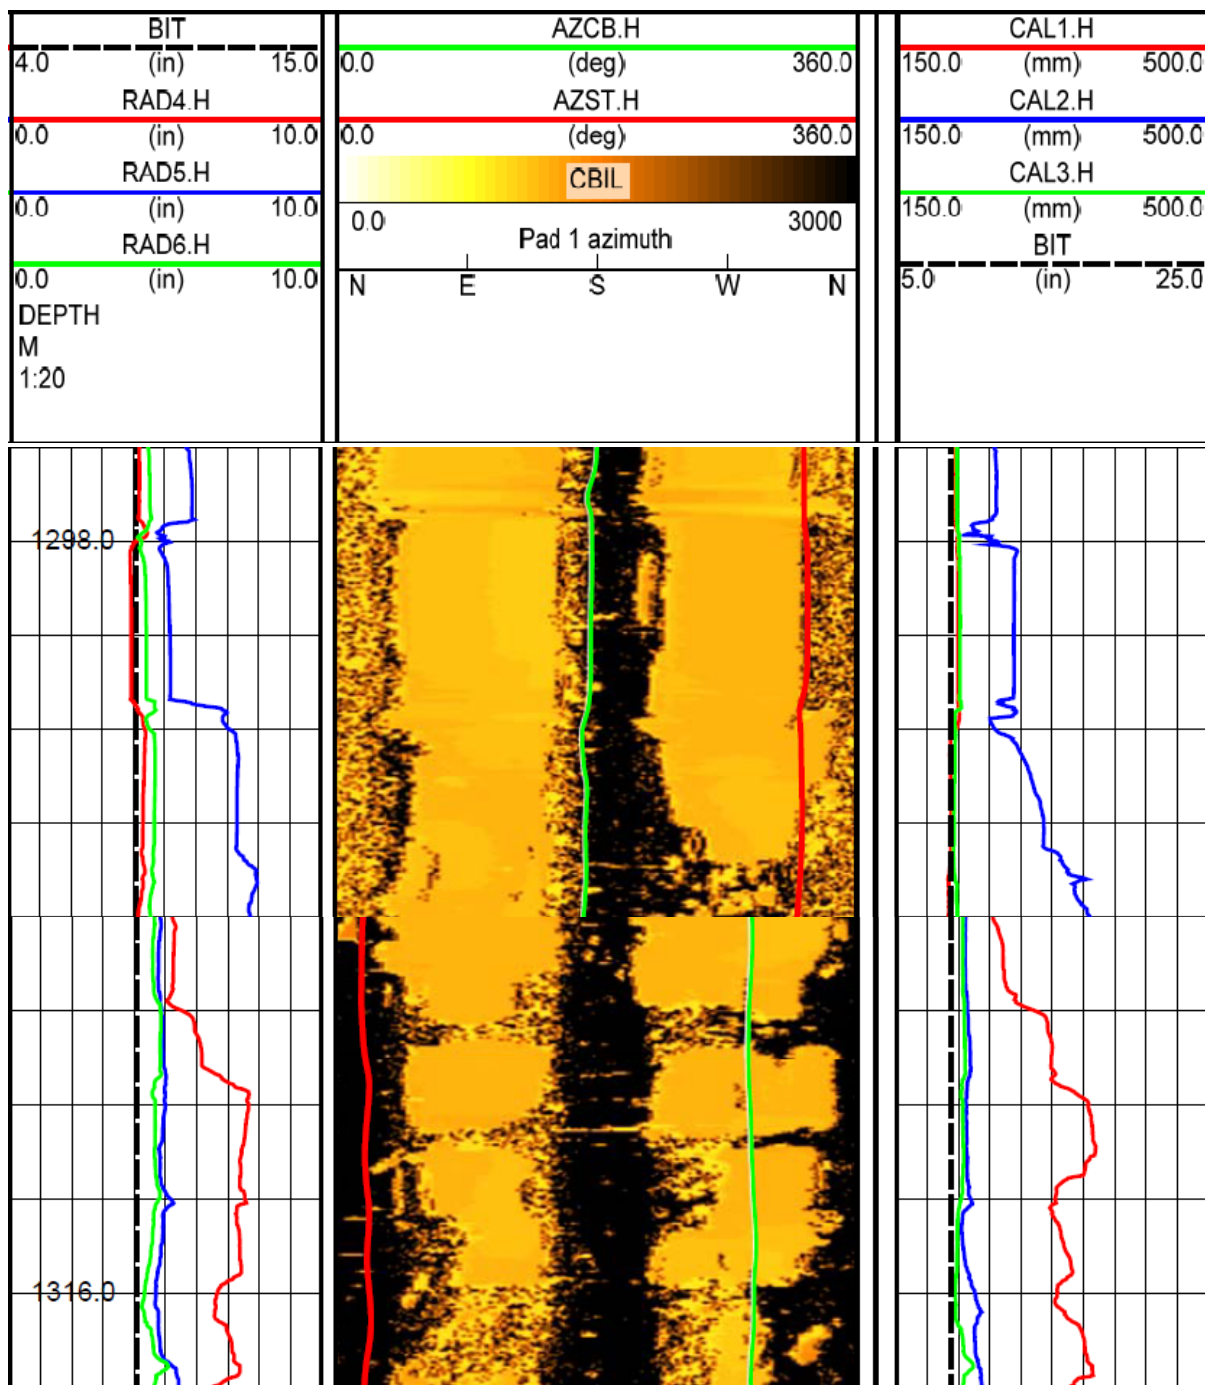 BIT
4.0 (in) 15.0
RAD4.H
0.0 (in) 10.0
RAD5.H
0.0 (in) 10.0
RAD6.H
0.0 (in) 10.0
DEPTH
M
1:20
AZCB.H
0.0 (deg) 360.0
AZST.H
0.0 (deg) 360.0
CBIL
0.0 3000
Pad 1 azimuth
N E S W N
CAL1.H
150.0 (mm) 500.0
CAL2.H
150.0 (mm) 500.0
CAL3.H
150.0 (mm) 500.0
BIT
5.0 (in) 25.0
1298.0
1316.0